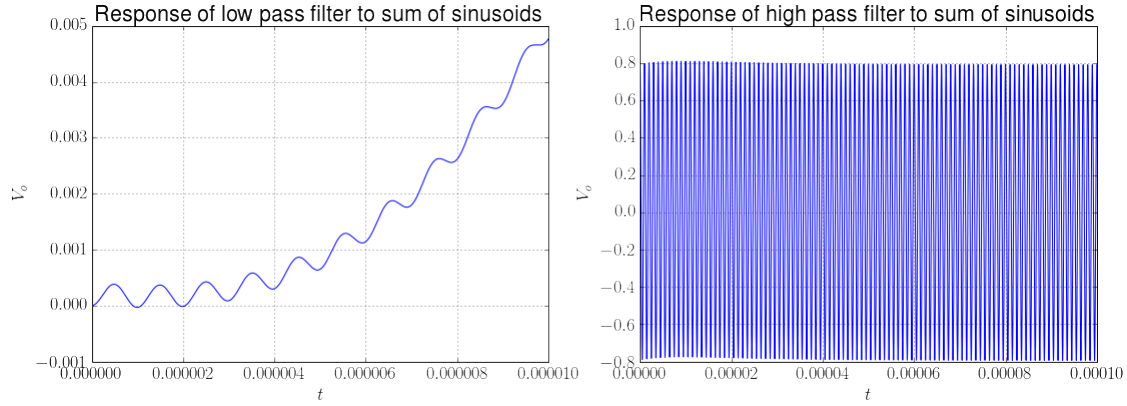 Response of low pass filter to sum of sinusoids
0.005
0.004
0.003
0.002
0.001
0.000
−0.001
V_o
0.000000 0.000002 0.000004 0.000006 0.000008 0.000010
t
Response of high pass filter to sum of sinusoids
1.0
0.8
0.6
0.4
0.2
0.0
−0.2
−0.4
−0.6
−0.8
V_o
0.00000 0.00002 0.00004 0.00006 0.00008 0.00010
t